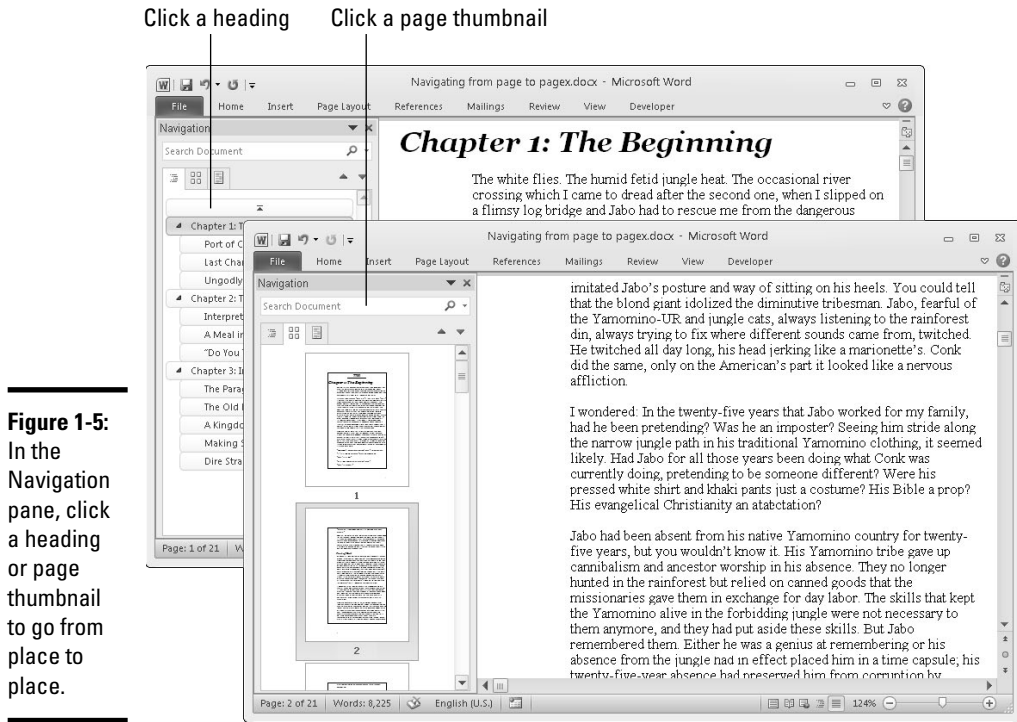 Click a heading
Click a page thumbnail
Navigating from page to pagex.docx - Microsoft Word
File Home Insert Page Layout References Mailings Review View Developer
Navigation
Search Document
Chapter 1: T
Port of C
Last Char
Ungodly
Chapter 2: T
Interpret
A Meal in
"Do You
Chapter 3: In
The Para
The Old
A Kingdo
Making S
Dire Stra
Page: 1 of 21 W
Chapter 1: The Beginning
The white flies. The humid fetid jungle heat. The occasional river
crossing which I came to dread after the second one, when I slipped on
a flimsy log bridge and Jabo had to rescue me from the dangerous
Navigating from page to pagex.docx - Microsoft Word
File Home Insert Page Layout References Mailings Review View Developer
Navigation
Search Document
Chapter 1: The Beginning
1
2
imitated Jabo's posture and way of sitting on his heels. You could tell
that the blond giant idolized the diminutive tribesman. Jabo, fearful of
the Yamomino-UR and jungle cats, always listening to the rainforest
din, always trying to fix where different sounds came from, twitched.
He twitched all day long, his head jerking like a marionette's. Conk
did the same, only on the American's part it looked like a nervous
affliction.
I wondered: In the twenty-five years that Jabo worked for my family,
had he been pretending? Was he an imposter? Seeing him stride along
the narrow jungle path in his traditional Yamomino clothing, it seemed
likely. Had Jabo for all those years been doing what Conk was
currently doing, pretending to be someone different? Were his
pressed white shirt and khaki pants just a costume? His Bible a prop?
His evangelical Christianity an atabctation?
Jabo had been absent from his native Yamomino country for twenty-
five years, but you wouldn't know it. His Yamomino tribe gave up
cannibalism and ancestor worship in his absence. They no longer
hunted in the rainforest but relied on canned goods that the
missionaries gave them in exchange for day labor. The skills that kept
the Yamomino alive in the forbidding jungle were not necessary to
them anymore, and they had put aside these skills. But Jabo
remembered them. Either he was a genius at remembering or his
absence from the jungle had in effect placed him in a time capsule; his
twenty-five-year absence had preserved him from corruption by
Page: 2 of 21 Words: 8,225 English (U.S.) 124%
Figure 1-5:
In the
Navigation
pane, click
a heading
or page
thumbnail
to go from
place to
place.